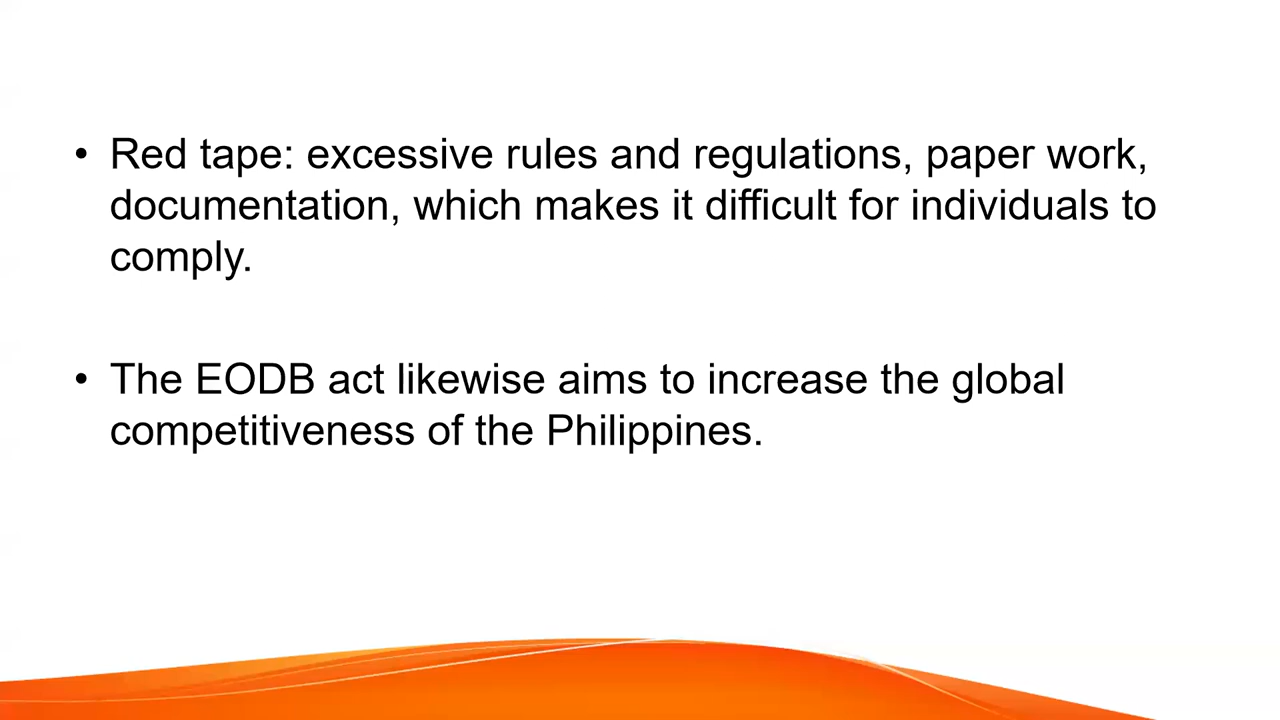 • Red tape: excessive rules and regulations, paper work,
documentation, which makes it difficult for individuals to
comply.
• The EODB act likewise aims to increase the global
competitiveness of the Philippines.